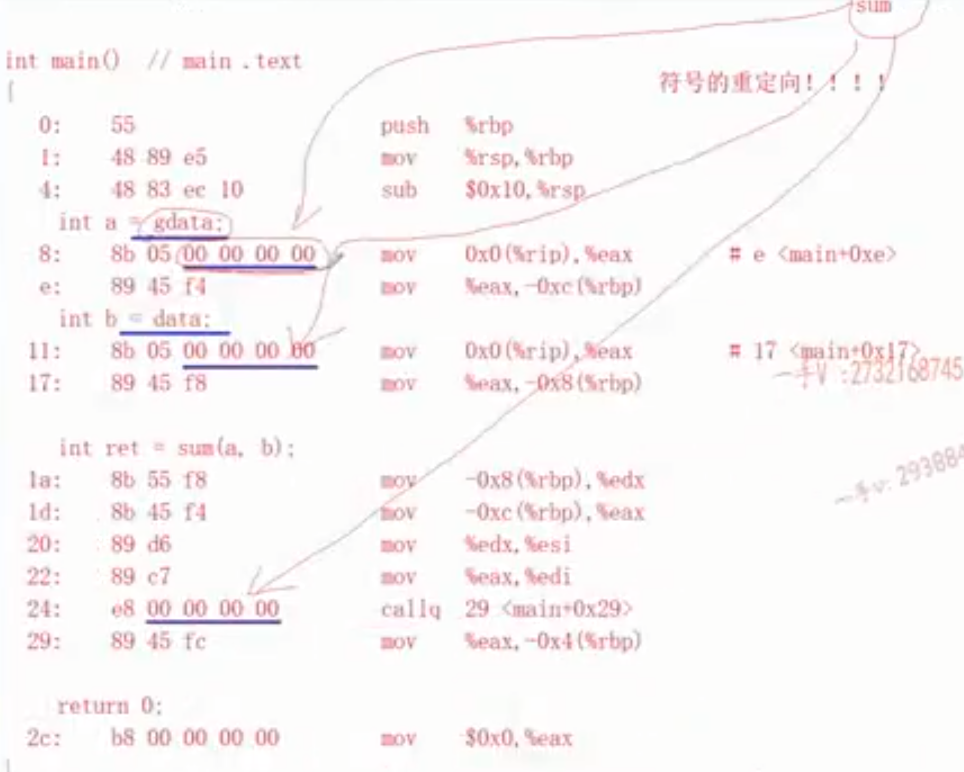 sum
int main() // main .text
{
符号的重定向！！！！
0: 55 push %rbp
1: 48 89 e5 mov %rsp,%rbp
4: 48 83 ec 10 sub $0x10,%rsp
int a = gdata;
8: 8b 05 00 00 00 00 mov 0x0(%rip),%eax # e <main+0xe>
e: 89 45 f4 mov %eax,-0xc(%rbp)
int b = data;
11: 8b 05 00 00 00 00 mov 0x0(%rip),%eax # 17 <main+0x17>
17: 89 45 f8 mov %eax,-0x8(%rbp)
一手V :2732168745
int ret = sum(a, b);
1a: 8b 55 f8 mov -0x8(%rbp),%edx
一手v: 293884
1d: 8b 45 f4 mov -0xc(%rbp),%eax
20: 89 d6 mov %edx,%esi
22: 89 c7 mov %eax,%edi
24: e8 00 00 00 00 callq 29 <main+0x29>
29: 89 45 fc mov %eax,-0x4(%rbp)
return 0;
2c: b8 00 00 00 00 mov $0x0,%eax